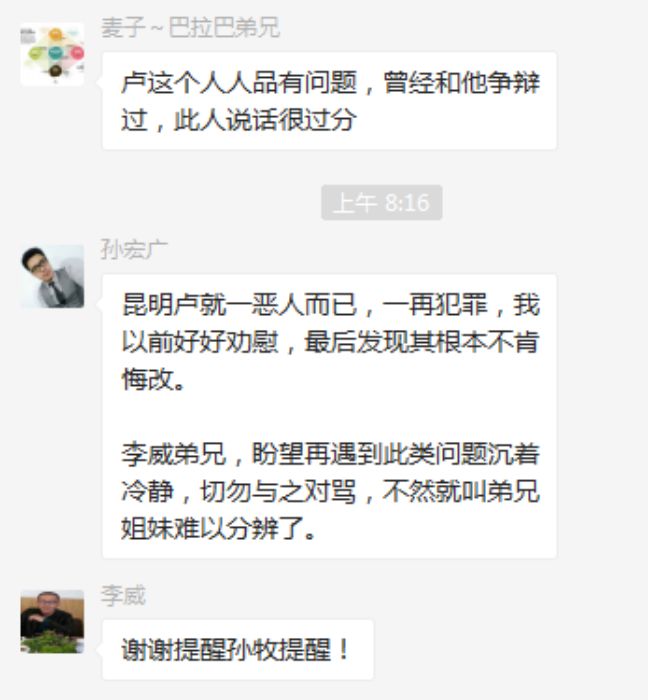 麦子～巴拉巴弟兄
卢这个人人品有问题，曾经和他争辩
过，此人说话很过分
上午 8:16
孙宏广
昆明卢就一恶人而已，一再犯罪，我
以前好好劝慰，最后发现其根本不肯
悔改。
李威弟兄，盼望再遇到此类问题沉着
冷静，切勿与之对骂，不然就叫弟兄
姐妹难以分辨了。
李威
谢谢提醒孙牧提醒！